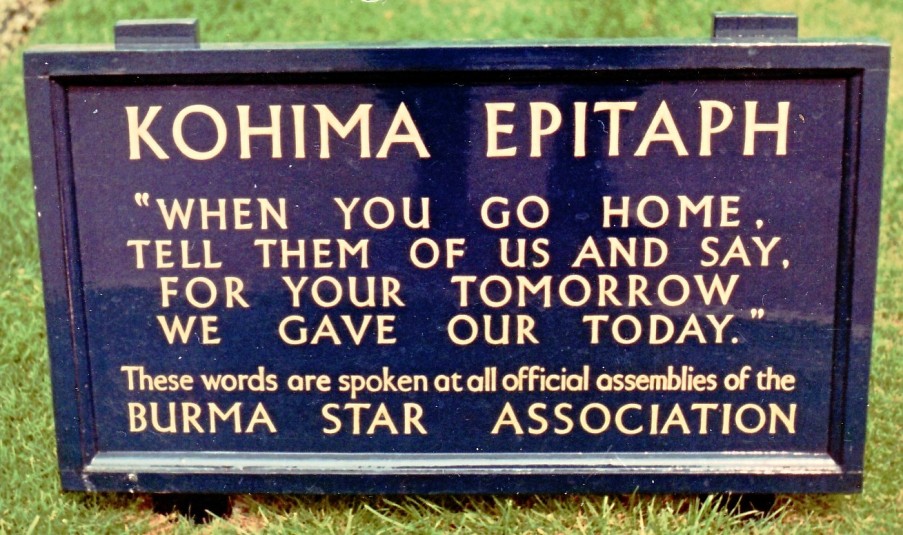 KOHIMA EPITAPH
"WHEN YOU GO HOME,
TELL THEM OF US AND SAY,
FOR YOUR TOMORROW
WE GAVE OUR TODAY."
These words are spoken at all official assemblies of the
BURMA STAR ASSOCIATION